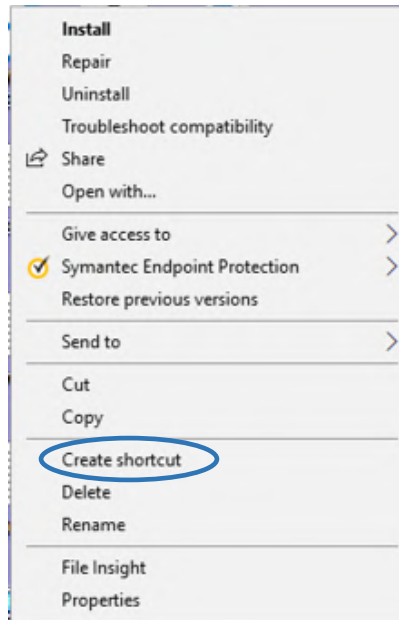 Install
Repair
Uninstall
Troubleshoot compatibility
Share
Open with...
Give access to
Symantec Endpoint Protection
Restore previous versions
Send to
Cut
Copy
Create shortcut
Delete
Rename
File Insight
Properties